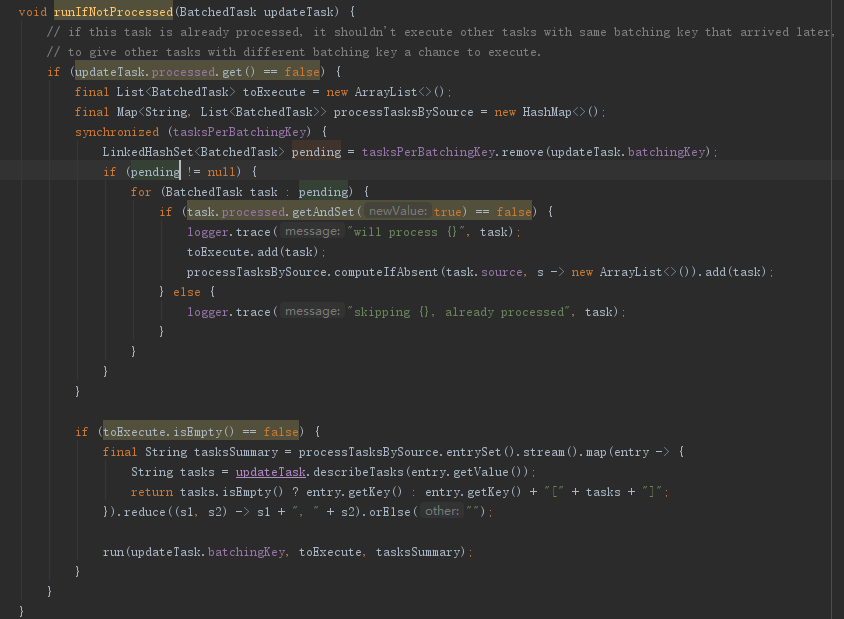 void runIfNotProcessed(BatchedTask updateTask) {
    // if this task is already processed, it shouldn't execute other tasks with same batching key that arrived later,
    // to give other tasks with different batching key a chance to execute.
    if (updateTask.processed.get() == false) {
        final List<BatchedTask> toExecute = new ArrayList<>();
        final Map<String, List<BatchedTask>> processTasksBySource = new HashMap<>();
        synchronized (tasksPerBatchingKey) {
            LinkedHashSet<BatchedTask> pending = tasksPerBatchingKey.remove(updateTask.batchingKey);
            if (pending != null) {
                for (BatchedTask task : pending) {
                    if (task.processed.getAndSet( newValue: true) == false) {
                        logger.trace( message: "will process {}", task);
                        toExecute.add(task);
                        processTasksBySource.computeIfAbsent(task.source, s -> new ArrayList<>()).add(task);
                    } else {
                        logger.trace( message: "skipping {}, already processed", task);
                    }
                }
            }
        }

        if (toExecute.isEmpty() == false) {
            final String tasksSummary = processTasksBySource.entrySet().stream().map(entry -> {
                String tasks = updateTask.describeTasks(entry.getValue());
                return tasks.isEmpty() ? entry.getKey() : entry.getKey() + "[" + tasks + "]";
            }).reduce((s1, s2) -> s1 + ", " + s2).orElse( other: "");

            run(updateTask.batchingKey, toExecute, tasksSummary);
        }
    }
}